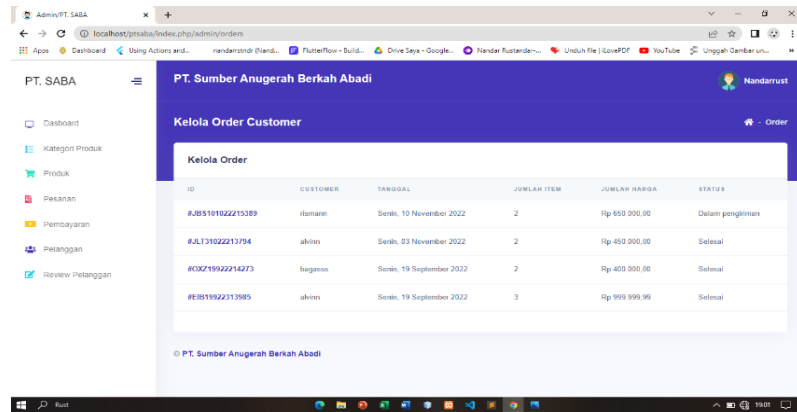 Admin/PT. SABA
localhost/ptsaba/index.php/admin/orders
Apps Dashboard Using Actions and... nandarrstndr (Nand... FlutterFlow - Build... Drive Saya - Google... Nandar Rustandar-... Unduh file | iLovePDF YouTube Unggah Gambar un...
PT. SABA
PT. Sumber Anugerah Berkah Abadi
Nandarrust
Dasboard
Kategori Produk
Produk
Pesanan
Pembayaran
Pelanggan
Review Pelanggan
Kelola Order Customer
- Order
Kelola Order
ID CUSTOMER TANGGAL JUMLAH ITEM JUMLAH HARGA STATUS
#JBS101022215389 rismann Senin, 10 November 2022 2 Rp 650.000,00 Dalam pengiriman
#JLT31022213794 alvinn Senin, 03 November 2022 2 Rp 450.000,00 Selesai
#OXZ19922214273 bagasss Senin, 19 September 2022 2 Rp 400.000,00 Selesai
#EIB19922313985 alvinn Senin, 19 September 2022 3 Rp 999.999,99 Selesai
© PT. Sumber Anugerah Berkah Abadi
Rust
19:01